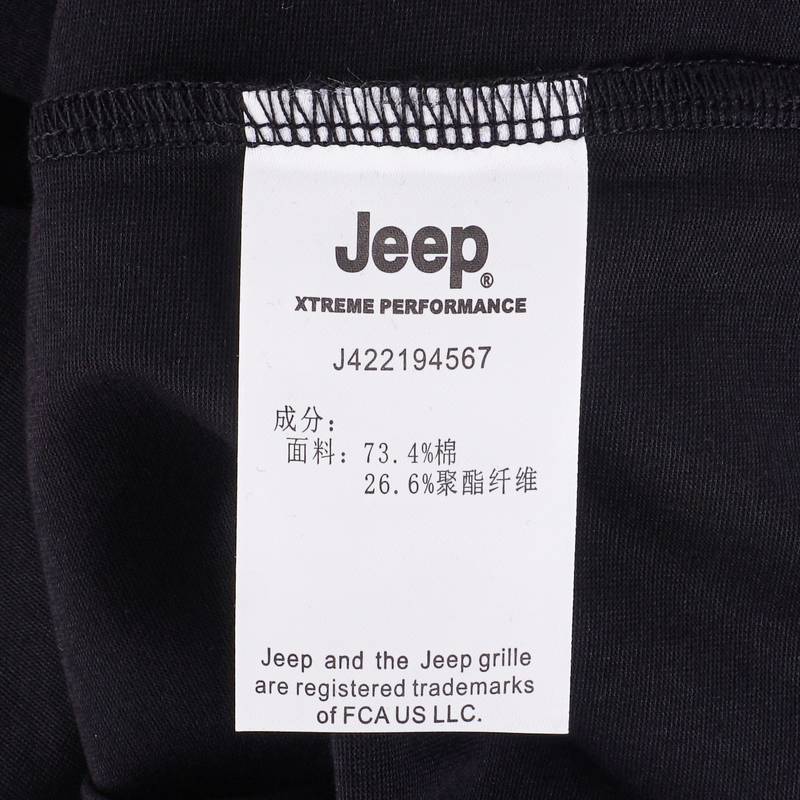 Jeep®
XTREME PERFORMANCE
J422194567
成分:
面料: 73.4%棉
26.6%聚酯纤维
Jeep and the Jeep grille
are registered trademarks
of FCA US LLC.